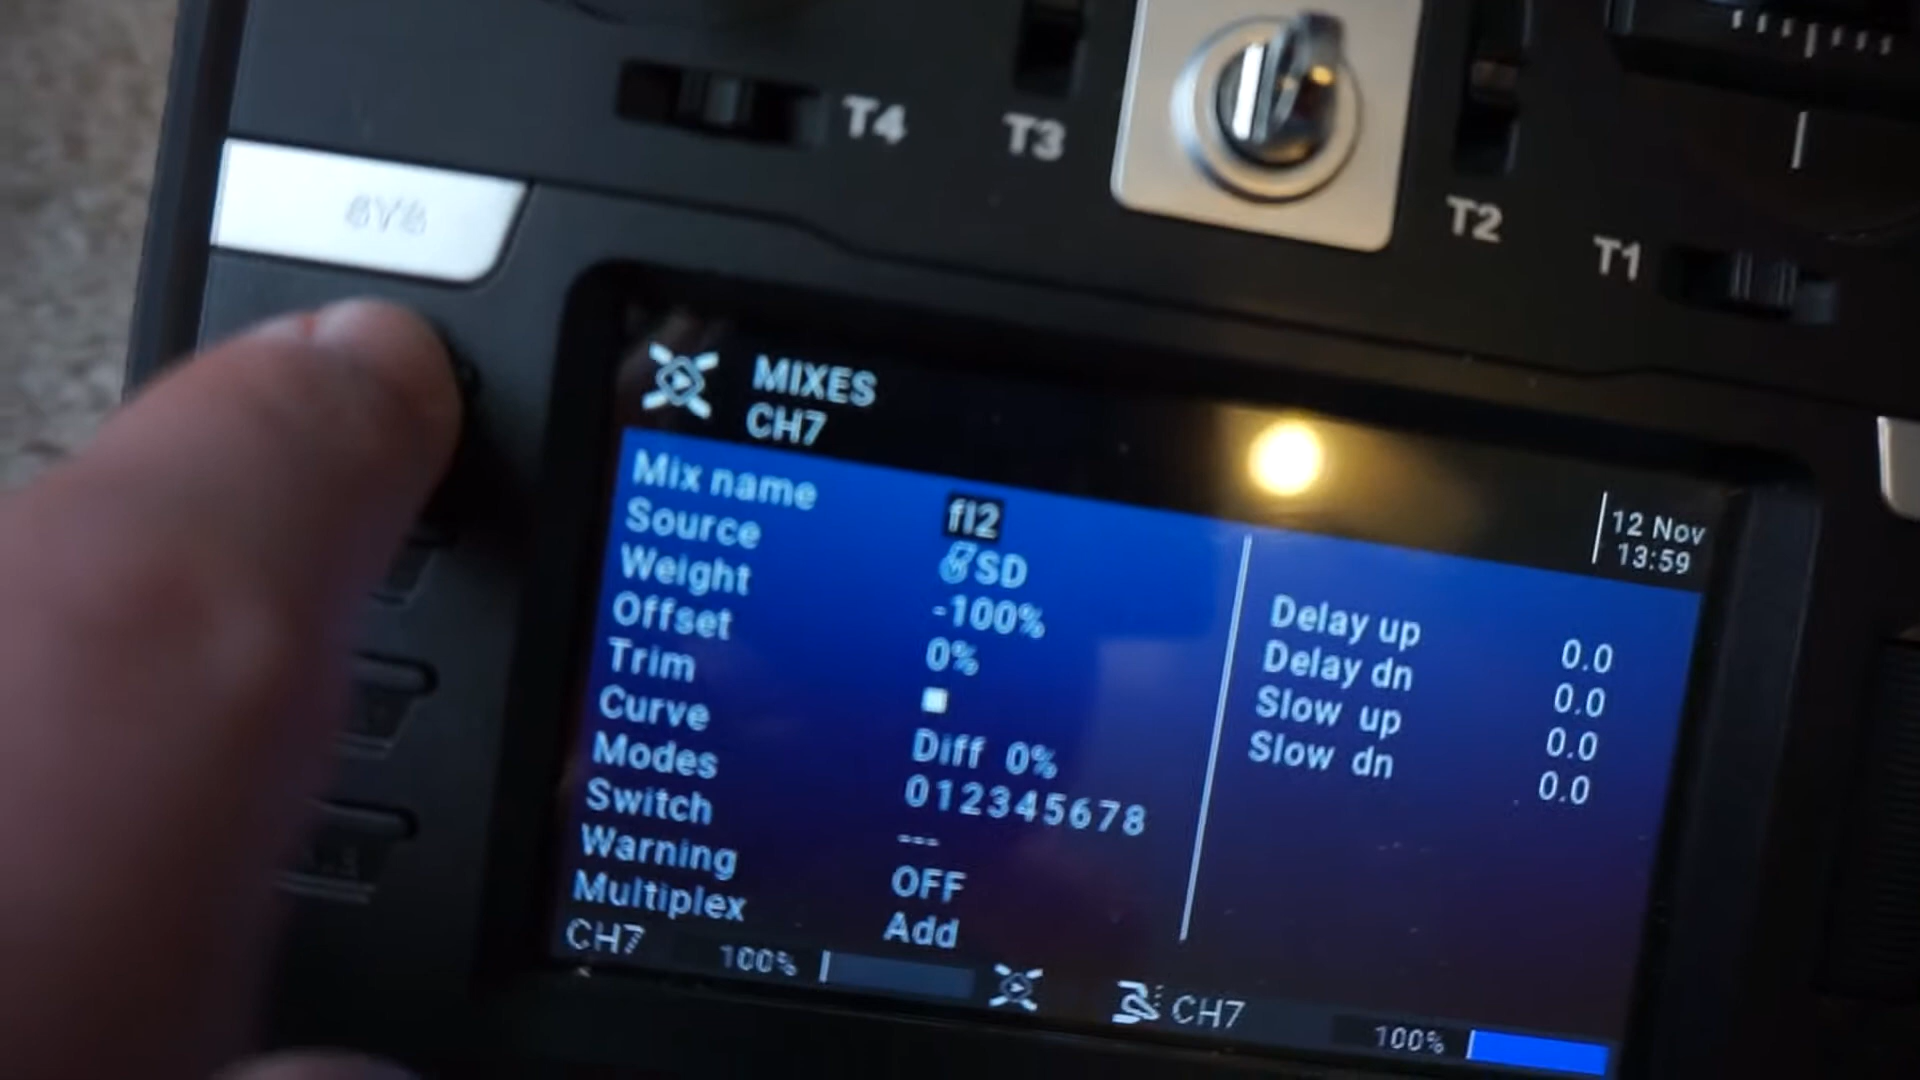 T4
T3
T2
T1
SYS
MIXES
CH7
12 Nov
13:59
Mix name fl2
Source SD
Weight -100%
Offset 0%
Trim
Curve Diff 0%
Modes 012345678
Switch ---
Warning OFF
Multiplex Add
Delay up 0.0
Delay dn 0.0
Slow up 0.0
Slow dn 0.0
CH7 100%
CH7 100%